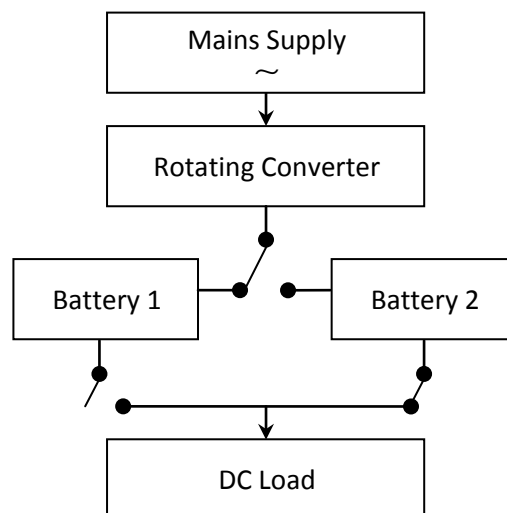 Mains Supply
~
Rotating Converter
Battery 1
Battery 2
DC Load